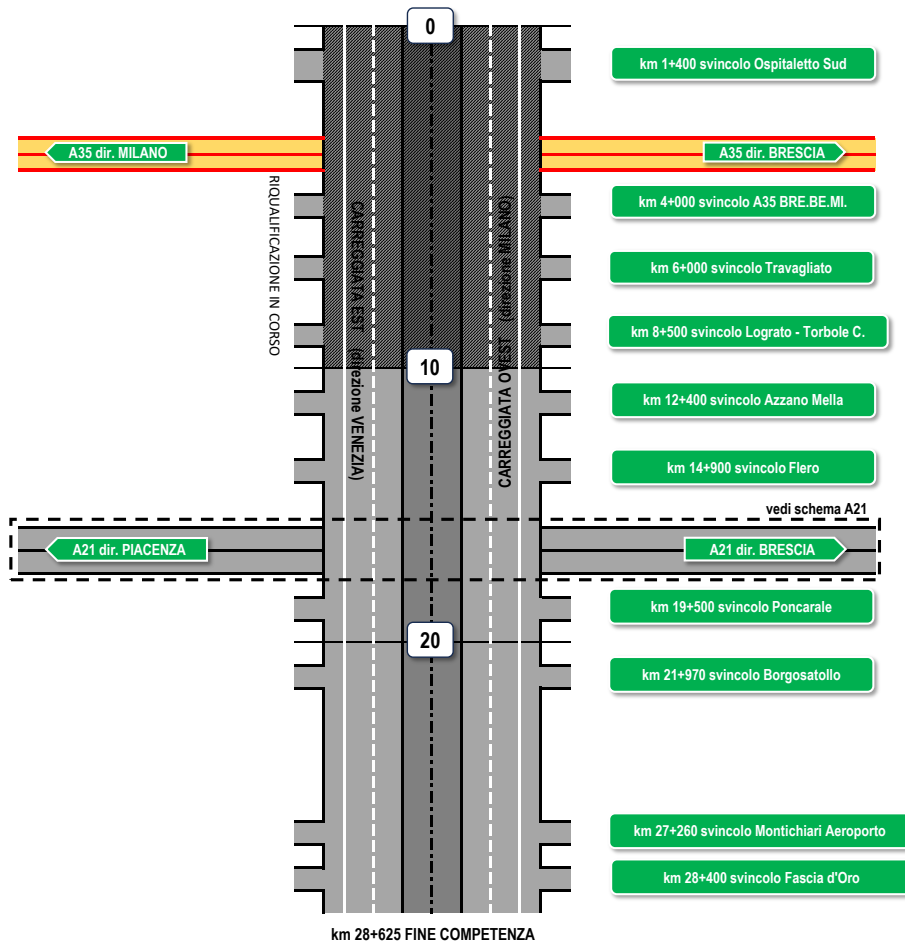 0
km 1+400 svincolo Ospitaletto Sud
A35 dir. MILANO
A35 dir. BRESCIA
RIQUALIFICAZIONE IN CORSO
CARREGGIATA EST (direzione VENEZIA)
CARREGGIATA OVEST (direzione MILANO)
km 4+000 svincolo A35 BRE.BE.MI.
km 6+000 svincolo Travagliato
km 8+500 svincolo Lograto - Torbole C.
10
km 12+400 svincolo Azzano Mella
km 14+900 svincolo Flero
vedi schema A21
A21 dir. PIACENZA
A21 dir. BRESCIA
km 19+500 svincolo Poncarale
20
km 21+970 svincolo Borgosatollo
km 27+260 svincolo Montichiari Aeroporto
km 28+400 svincolo Fascia d'Oro
km 28+625 FINE COMPETENZA